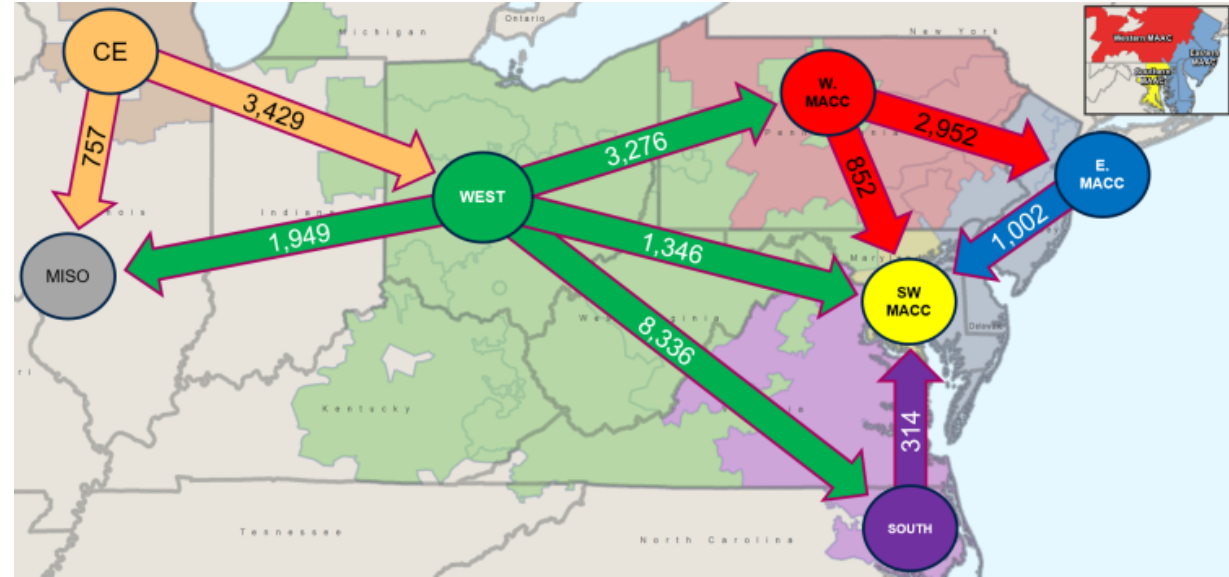 Ontario
Michigan
New York
CE
Western MAAC
Eastern
MAAC
W.
MACC
3,429
2,952
757
3,276
Pennsylvania
852
E.
MACC
WEST
Indiana
1,949
1,346
1,002
Maryland
MISO
SW
MACC
West Virginia
Delaware
8,336
Kentucky
Virginia
314
SOUTH
Tennessee
North Carolina